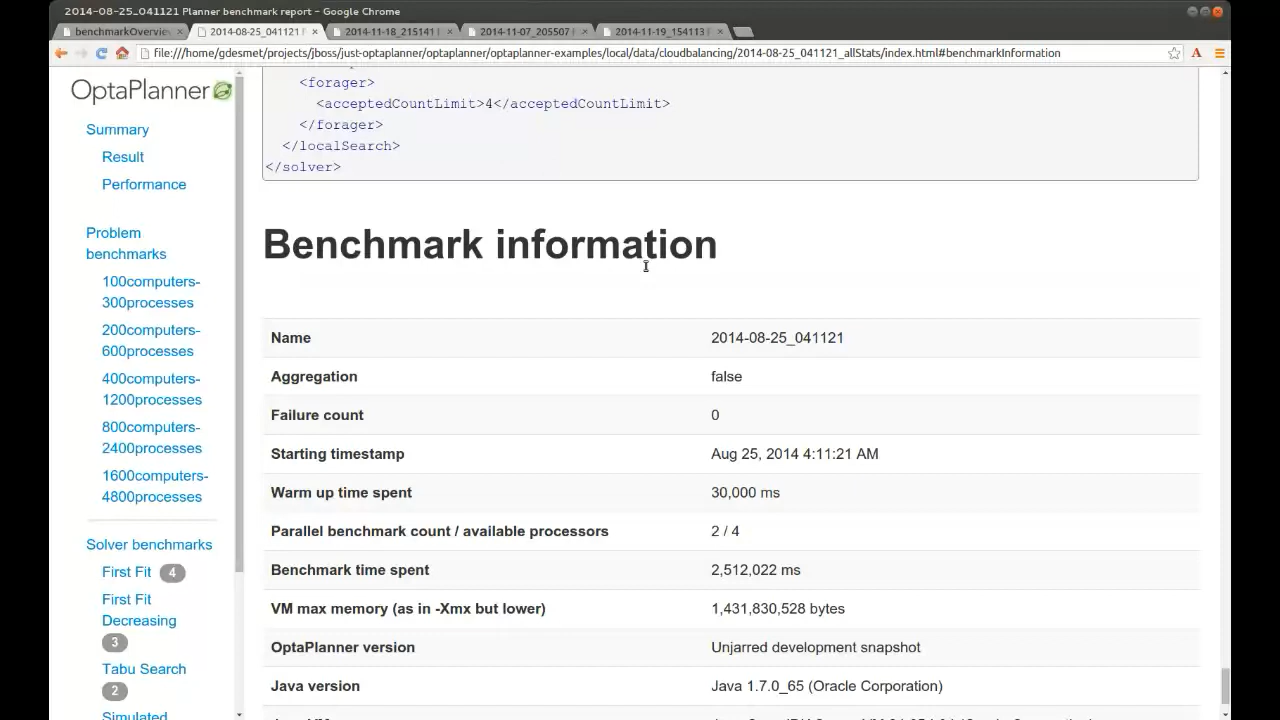 2014-08-25_041121 Planner benchmark report - Google Chrome
benchmarkOvervie
2014-08-25_041121 P
2014-11-18_215141 P
2014-11-07_205507 P
2014-11-19_154113 P
file:///home/gdesmet/projects/jboss/just-optaplanner/optaplanner/optaplanner-examples/local/data/cloudbalancing/2014-08-25_041121_allStats/index.html#benchmarkInformation
OptaPlanner
Summary
Result
Performance
Problem
benchmarks
100computers-
300processes
200computers-
600processes
400computers-
1200processes
800computers-
2400processes
1600computers-
4800processes
Solver benchmarks
First Fit 4
First Fit
Decreasing
3
Tabu Search
2
Simulated
<forager>
<acceptedCountLimit>4</acceptedCountLimit>
</forager>
</localSearch>
</solver>
Benchmark information
Name 2014-08-25_041121
Aggregation false
Failure count 0
Starting timestamp Aug 25, 2014 4:11:21 AM
Warm up time spent 30,000 ms
Parallel benchmark count / available processors 2 / 4
Benchmark time spent 2,512,022 ms
VM max memory (as in -Xmx but lower) 1,431,830,528 bytes
OptaPlanner version Unjarred development snapshot
Java version Java 1.7.0_65 (Oracle Corporation)